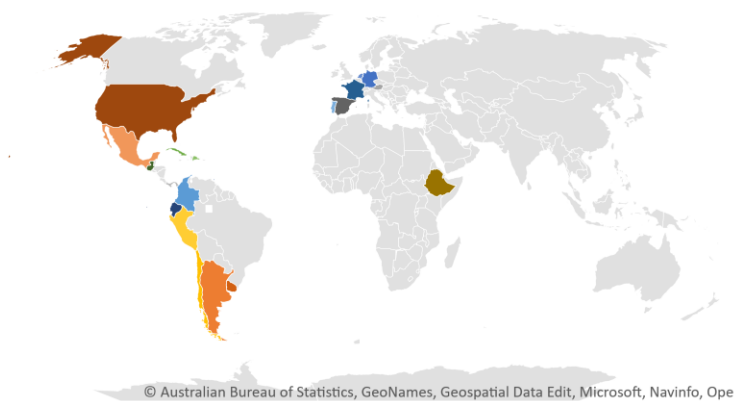 © Australian Bureau of Statistics, GeoNames, Geospatial Data Edit, Microsoft, Navinfo, Ope